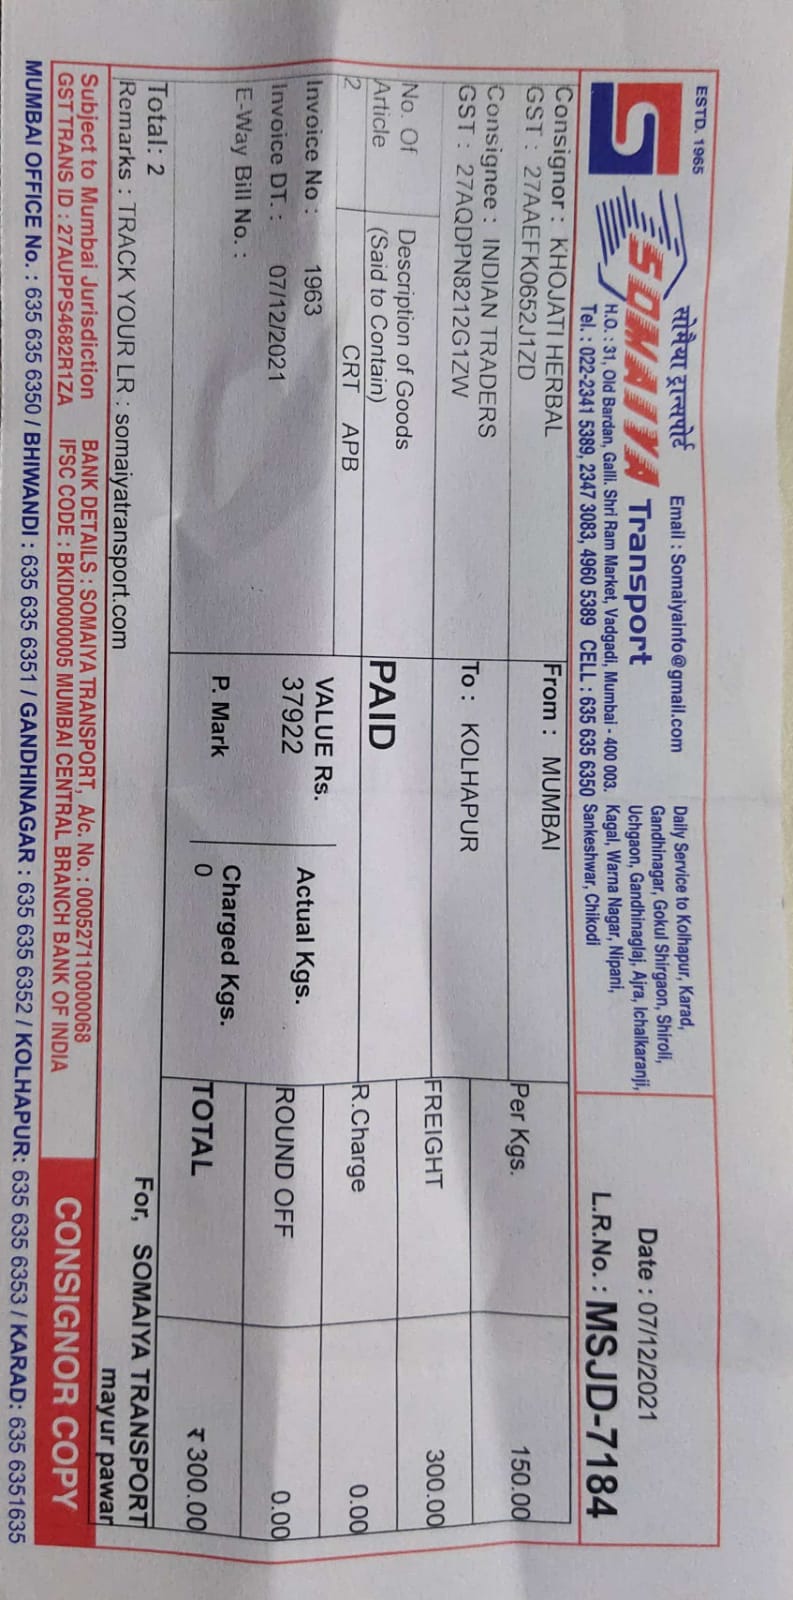 ESTD. 1965
सोमैया ट्रान्सपोर्ट
Email : Somaiyainfo@gmail.com
SOMAIYA Transport
H.O. : 31, Old Bardan, Galli. Shri Ram Market, Vadgadi, Mumbai - 400 003.
Tel. : 022-2341 5389, 2347 3083, 4960 5389 CELL : 635 635 6350
Daily Service to Kolhapur, Karad,
Gandhinagar, Gokul Shirgaon, Shiroli,
Uchgaon, Gandhinaglaj, Ajra, Ichalkaranji,
Kagal, Warna Nagar, Nipani,
Sankeshwar, Chikodi
Date : 07/12/2021
L.R.No. : MSJD-7184
Consignor : KHOJATI HERBAL
GST : 27AAEFK0652J1ZD
From : MUMBAI
Per Kgs. 150.00
Consignee : INDIAN TRADERS
GST : 27AQDPN8212G1ZW
To : KOLHAPUR
FREIGHT 300.00
No. Of
Article
Description of Goods
(Said to Contain)
PAID
R.Charge 0.00
2
CRT APB
Invoice No : 1963
VALUE Rs.
37922
Actual Kgs.
ROUND OFF 0.00
Invoice DT. : 07/12/2021
E-Way Bill No. :
P. Mark
Charged Kgs.
0
TOTAL ₹ 300.00
Total: 2
Remarks : TRACK YOUR LR : somaiyatransport.com
For, SOMAIYA TRANSPORT
mayur pawar
Subject to Mumbai Jurisdiction
GST TRANS ID : 27AUPPS4682R1ZA
BANK DETAILS : SOMAIYA TRANSPORT, A/c. No. : 000527110000068
IFSC CODE : BKID0000005 MUMBAI CENTRAL BRANCH BANK OF INDIA
CONSIGNOR COPY
MUMBAI OFFICE No. : 635 635 6350 / BHIWANDI : 635 635 6351 / GANDHINAGAR : 635 635 6352 / KOLHAPUR: 635 635 6353 / KARAD: 635 6351635